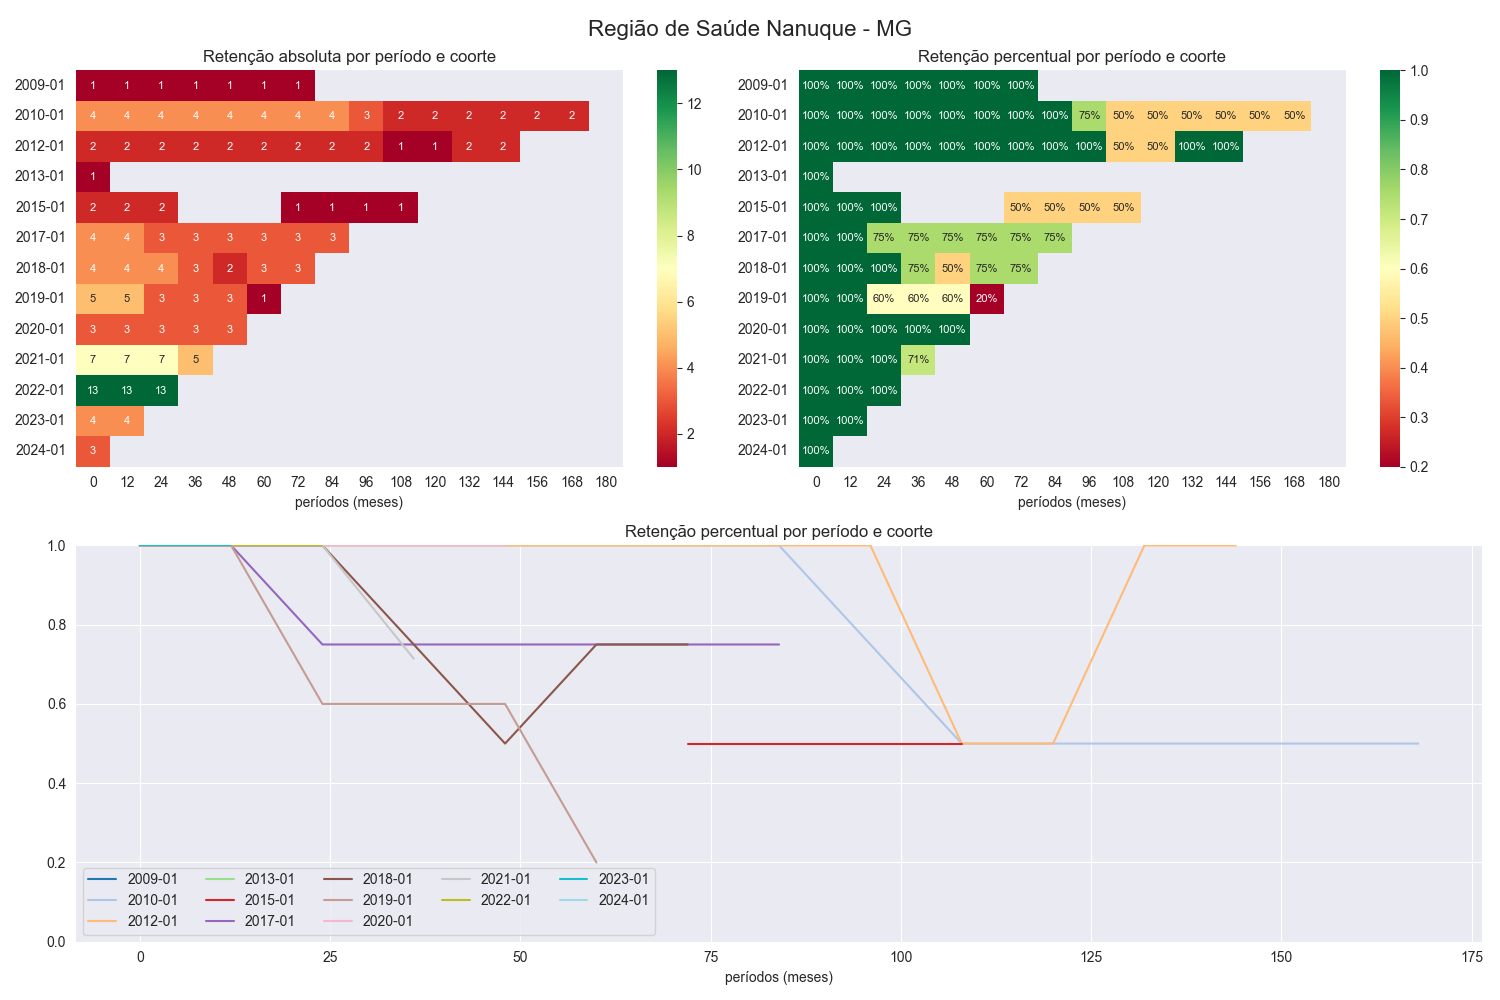 Região de Saúde Nanuque - MG
Retenção absoluta por período e coorte
2009-01 1 1 1 1 1 1 1
2010-01 4 4 4 4 4 4 4 4 3 2 2 2 2 2 2
2012-01 2 2 2 2 2 2 2 2 2 1 1 2 2
2013-01 1
2015-01 2 2 2 1 1 1 1
2017-01 4 4 3 3 3 3 3 3
2018-01 4 4 4 3 2 3 3
2019-01 5 5 3 3 3 1
2020-01 3 3 3 3 3
2021-01 7 7 7 5
2022-01 13 13 13
2023-01 4 4
2024-01 3
0 12 24 36 48 60 72 84 96 108 120 132 144 156 168 180
períodos (meses)
12
10
8
6
4
2
Retenção percentual por período e coorte
2009-01 100% 100% 100% 100% 100% 100% 100%
2010-01 100% 100% 100% 100% 100% 100% 100% 100% 75% 50% 50% 50% 50% 50% 50%
2012-01 100% 100% 100% 100% 100% 100% 100% 100% 100% 50% 50% 100% 100%
2013-01 100%
2015-01 100% 100% 100% 50% 50% 50% 50%
2017-01 100% 100% 75% 75% 75% 75% 75% 75%
2018-01 100% 100% 100% 75% 50% 75% 75%
2019-01 100% 100% 60% 60% 60% 20%
2020-01 100% 100% 100% 100% 100%
2021-01 100% 100% 100% 71%
2022-01 100% 100% 100%
2023-01 100% 100%
2024-01 100%
0 12 24 36 48 60 72 84 96 108 120 132 144 156 168 180
períodos (meses)
1.0
0.9
0.8
0.7
0.6
0.5
0.4
0.3
0.2
Retenção percentual por período e coorte
1.0
0.8
0.6
0.4
0.2
0.0
2009-01 2013-01 2018-01 2021-01 2023-01
2010-01 2015-01 2019-01 2022-01 2024-01
2012-01 2017-01 2020-01
0 25 50 75 100 125 150 175
períodos (meses)